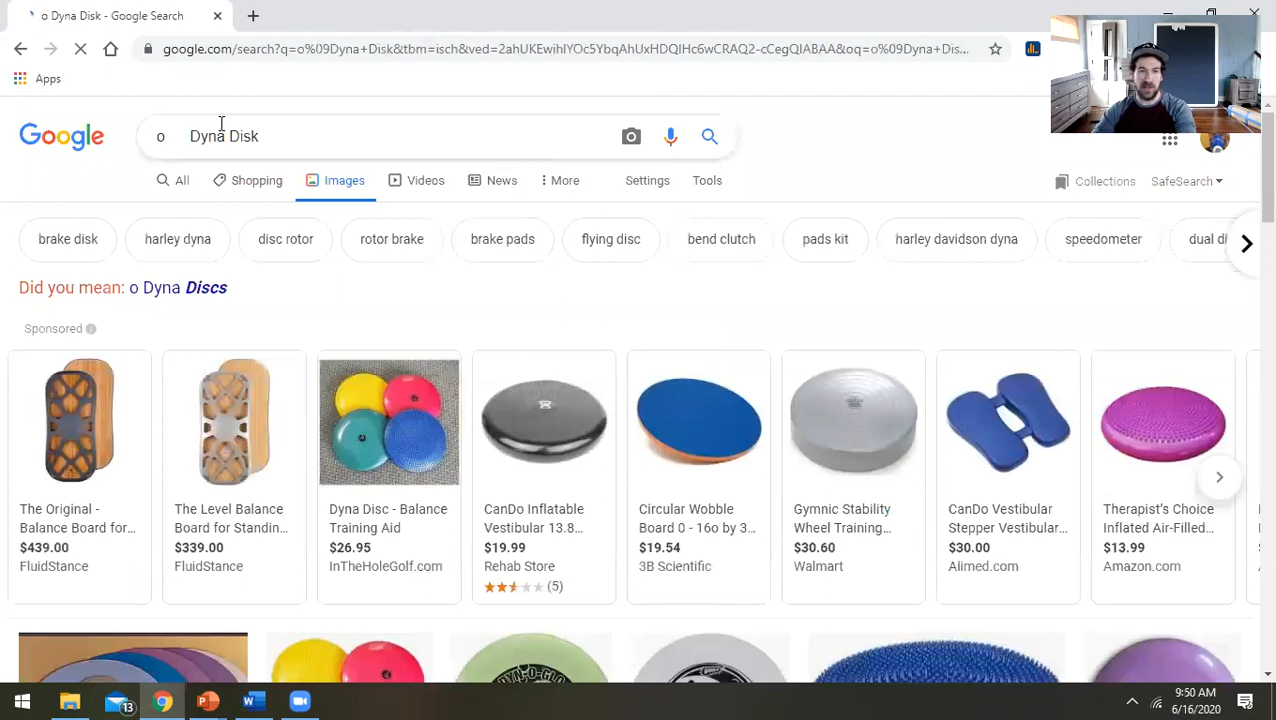 o Dyna Disk - Google Search
google.com/search?q=o%09Dyna+Disk&tbm=isch&ved=2ahUKEwihlYOc5YbqAhUxHDQIHc6wCRAQ2-cCegQIABAA&oq=o%09Dyna+Dis...
Apps
Google
o Dyna Disk
All Shopping Images Videos News More Settings Tools Collections SafeSearch
brake disk harley dyna disc rotor rotor brake brake pads flying disc bend clutch pads kit harley davidson dyna speedometer dual di
Did you mean: o Dyna Discs
Sponsored
The Original - Balance Board for...
$439.00
FluidStance
The Level Balance Board for Standin...
$339.00
FluidStance
Dyna Disc - Balance Training Aid
$26.95
InTheHoleGolf.com
CanDo Inflatable Vestibular 13.8...
$19.99
Rehab Store
(5)
Circular Wobble Board 0 - 16o by 3...
$19.54
3B Scientific
Gymnic Stability Wheel Training...
$30.60
Walmart
CanDo Vestibular Stepper Vestibular...
$30.00
Alimed.com
Therapist's Choice Inflated Air-Filled...
$13.99
Amazon.com
13
9:50 AM
6/16/2020